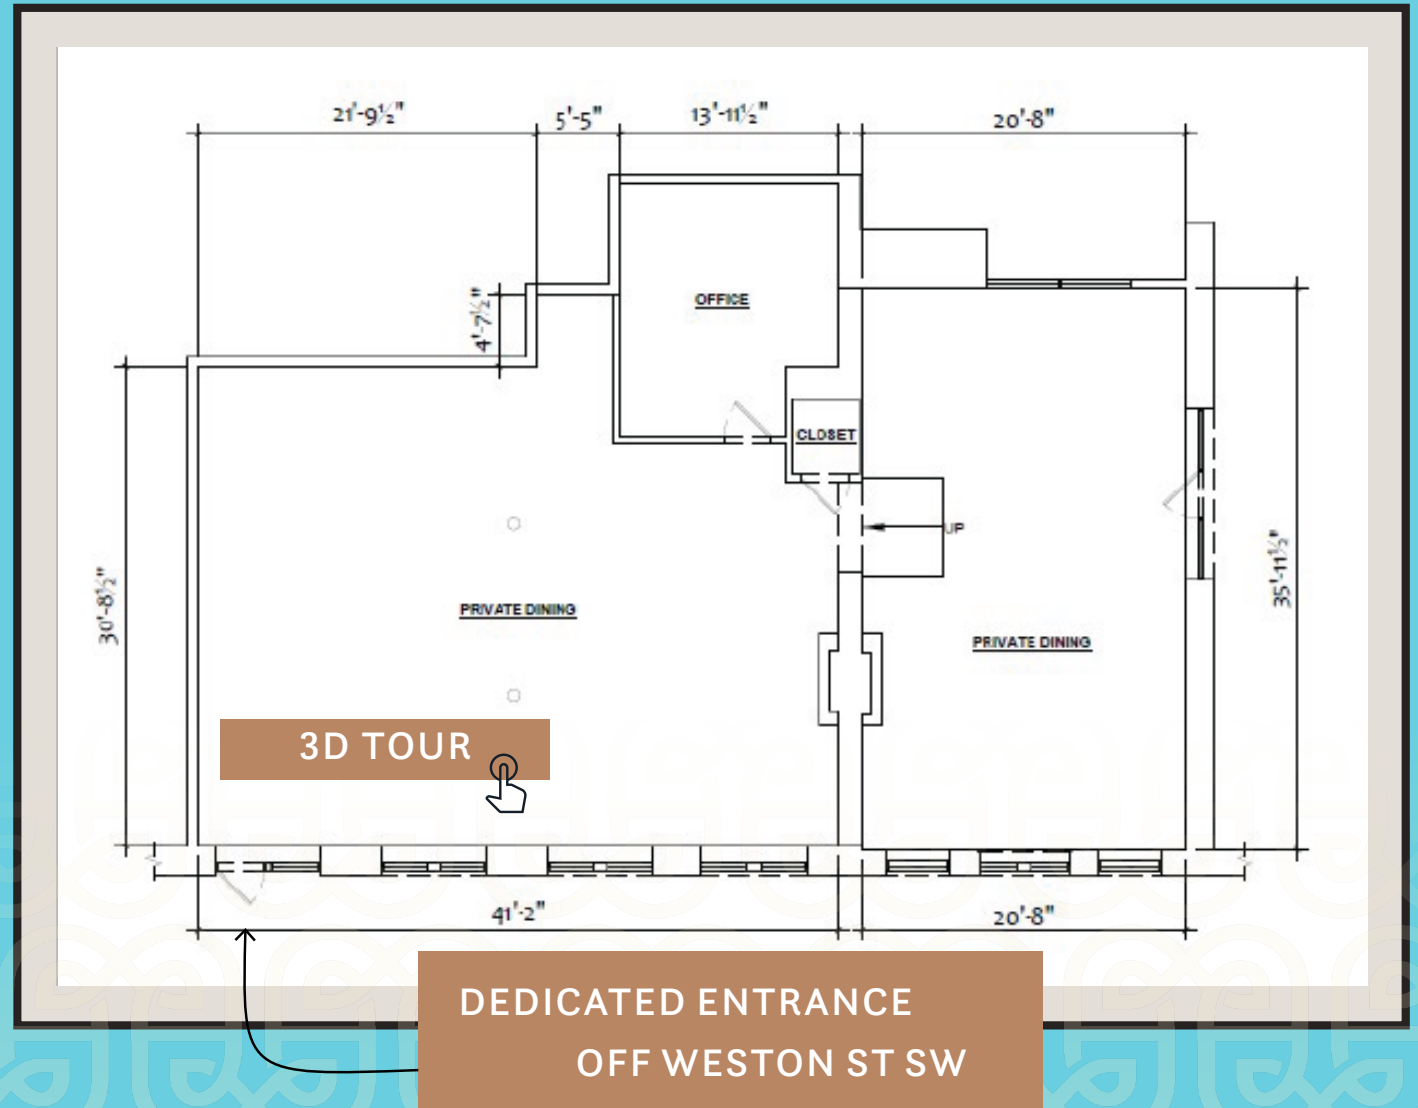 21'-9½"
5'-5"
13'-11½"
20'-8"
4'-7½"
OFFICE
CLOSET
UP
30'-8½"
35'-11½"
PRIVATE DINING
PRIVATE DINING
3D TOUR
41'-2"
20'-8"
DEDICATED ENTRANCE
OFF WESTON ST SW